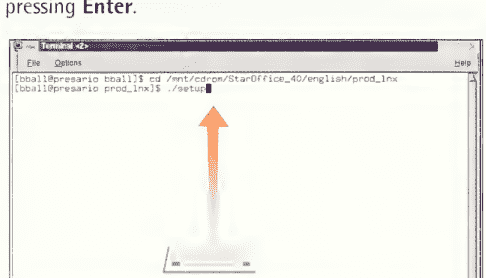 pressing Enter.
Terminal <2>
File Options Help
[bball@presario bball]$ cd /mnt/cdrom/StarOffice_40/english/prod_lnx
[bball@presario prod_lnx]$ ./setup